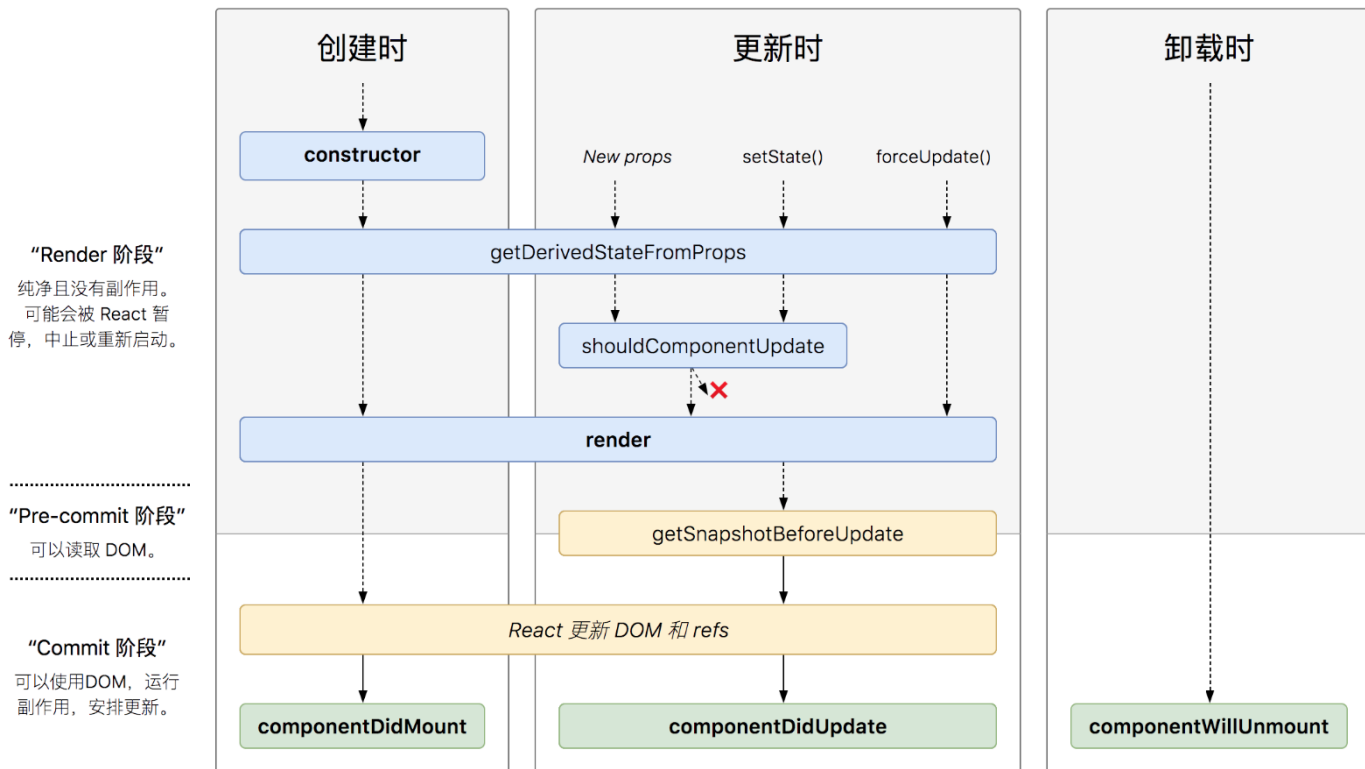 创建时
更新时
卸载时
constructor
New props
setState()
forceUpdate()
“Render 阶段”
纯净且没有副作用。
可能会被 React 暂
停，中止或重新启动。
getDerivedStateFromProps
shouldComponentUpdate
render
“Pre-commit 阶段”
可以读取 DOM。
getSnapshotBeforeUpdate
“Commit 阶段”
可以使用DOM，运行
副作用，安排更新。
React 更新 DOM 和 refs
componentDidMount
componentDidUpdate
componentWillUnmount